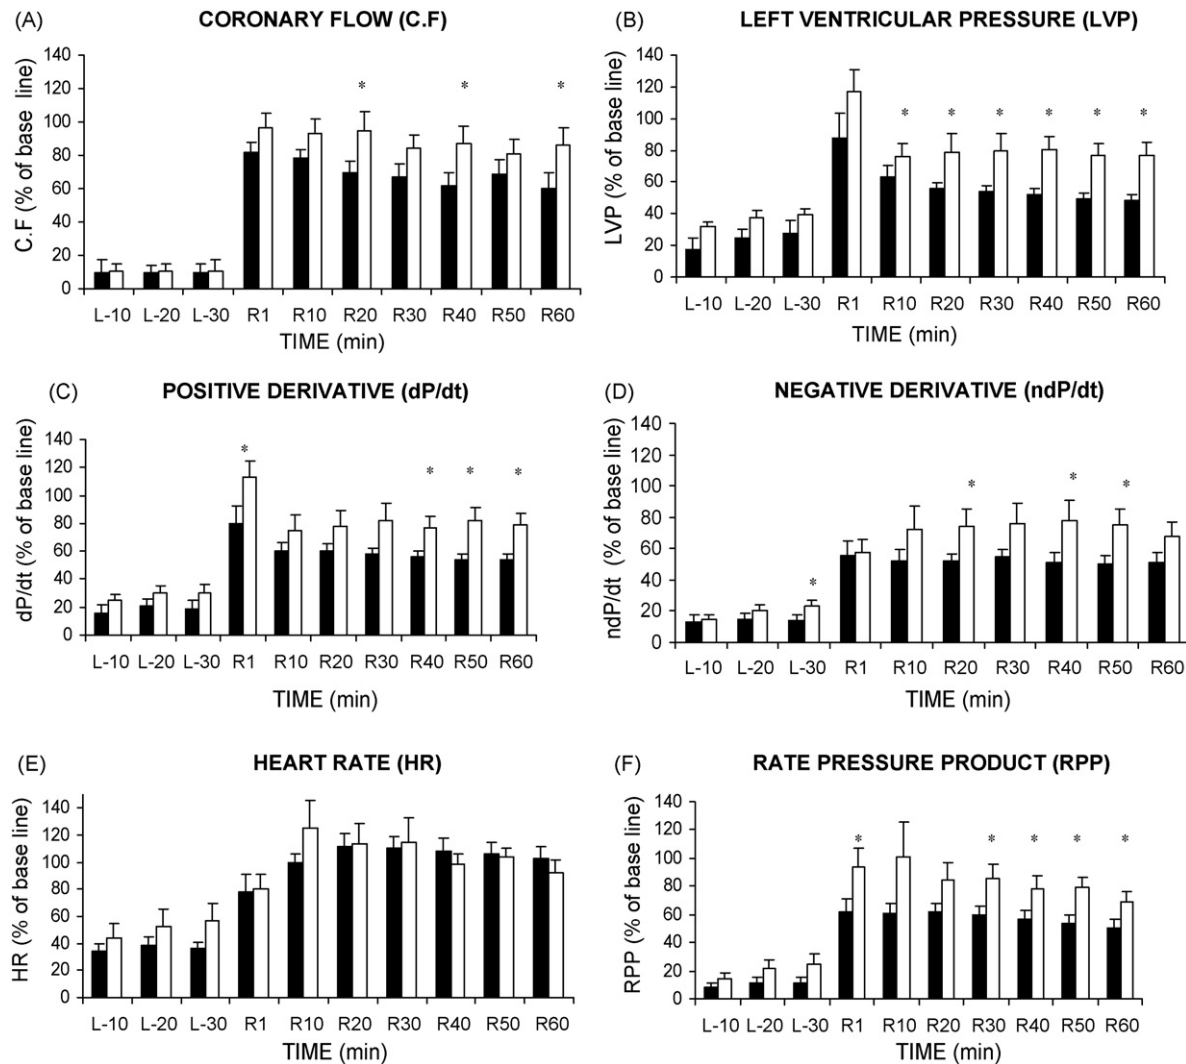 (A) CORONARY FLOW (C.F)
C.F (% of base line)
140
120
100
80
60
40
20
0
* * *
L-10 L-20 L-30 R1 R10 R20 R30 R40 R50 R60
TIME (min)
(B) LEFT VENTRICULAR PRESSURE (LVP)
LVP (% of base line)
140
120
100
80
60
40
20
0
* * * * * *
L-10 L-20 L-30 R1 R10 R20 R30 R40 R50 R60
TIME (min)
(C) POSITIVE DERIVATIVE (dP/dt)
dP/dt (% of base line)
140
120
100
80
60
40
20
0
* * * *
L-10 L-20 L-30 R1 R10 R20 R30 R40 R50 R60
TIME (min)
(D) NEGATIVE DERIVATIVE (ndP/dt)
ndP/dt (% of base line)
140
120
100
80
60
40
20
0
* * * *
L-10 L-20 L-30 R1 R10 R20 R30 R40 R50 R60
TIME (min)
(E) HEART RATE (HR)
HR (% of base line)
140
120
100
80
60
40
20
0
L-10 L-20 L-30 R1 R10 R20 R30 R40 R50 R60
TIME (min)
(F) RATE PRESSURE PRODUCT (RPP)
RPP (% of base line)
140
120
100
80
60
40
20
0
* * * * *
L-10 L-20 L-30 R1 R10 R20 R30 R40 R50 R60
TIME (min)